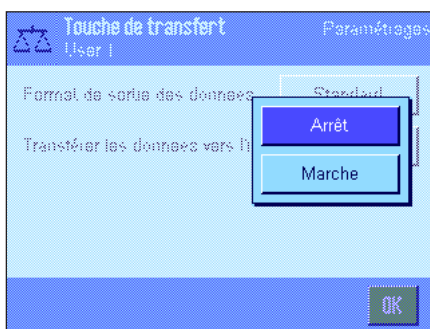 Touche de transfert
Paramétrages
User 1
Format de sortie des données
Standard
Transférer les données vers l'i
Arrêt
Marche
OK